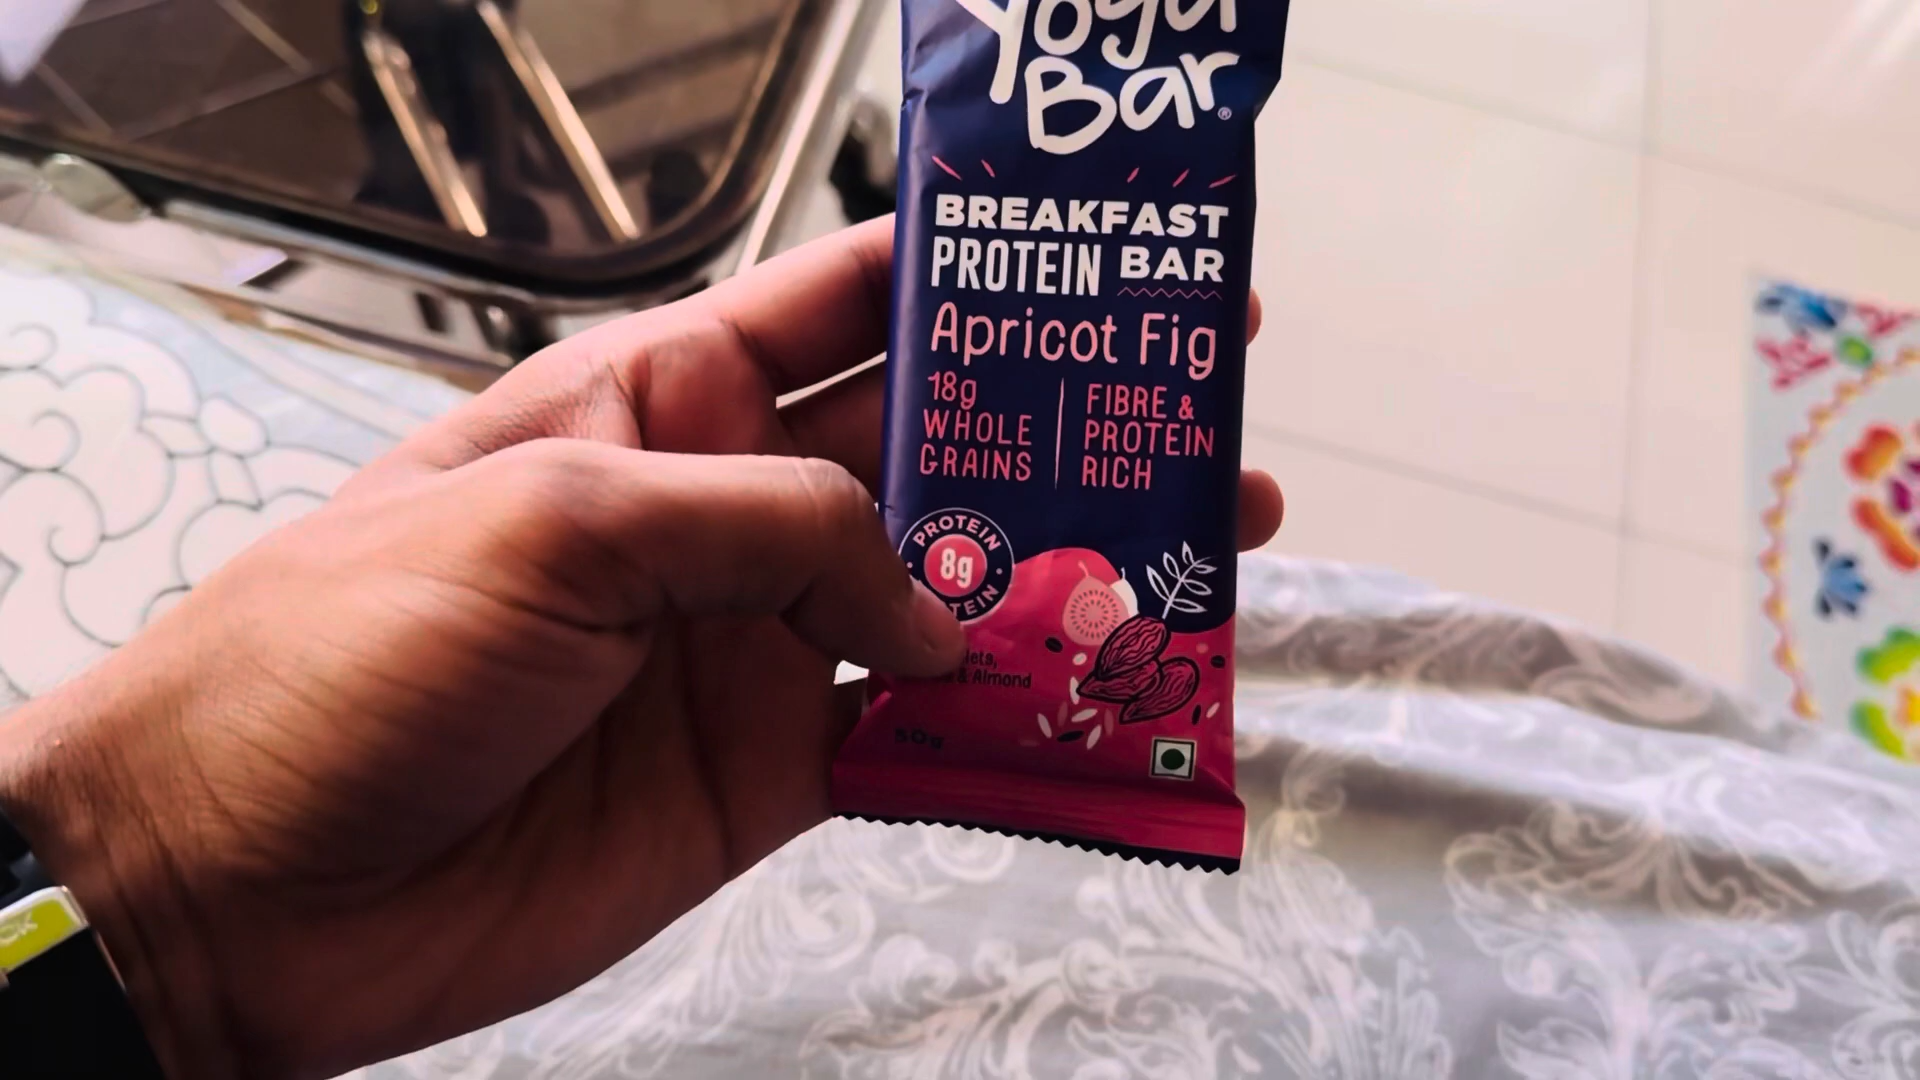 Yoga
Bar®
BREAKFAST
PROTEIN BAR
Apricot Fig
18g
WHOLE
GRAINS
FIBRE &
PROTEIN
RICH
PROTEIN
8g
& Almond
50g